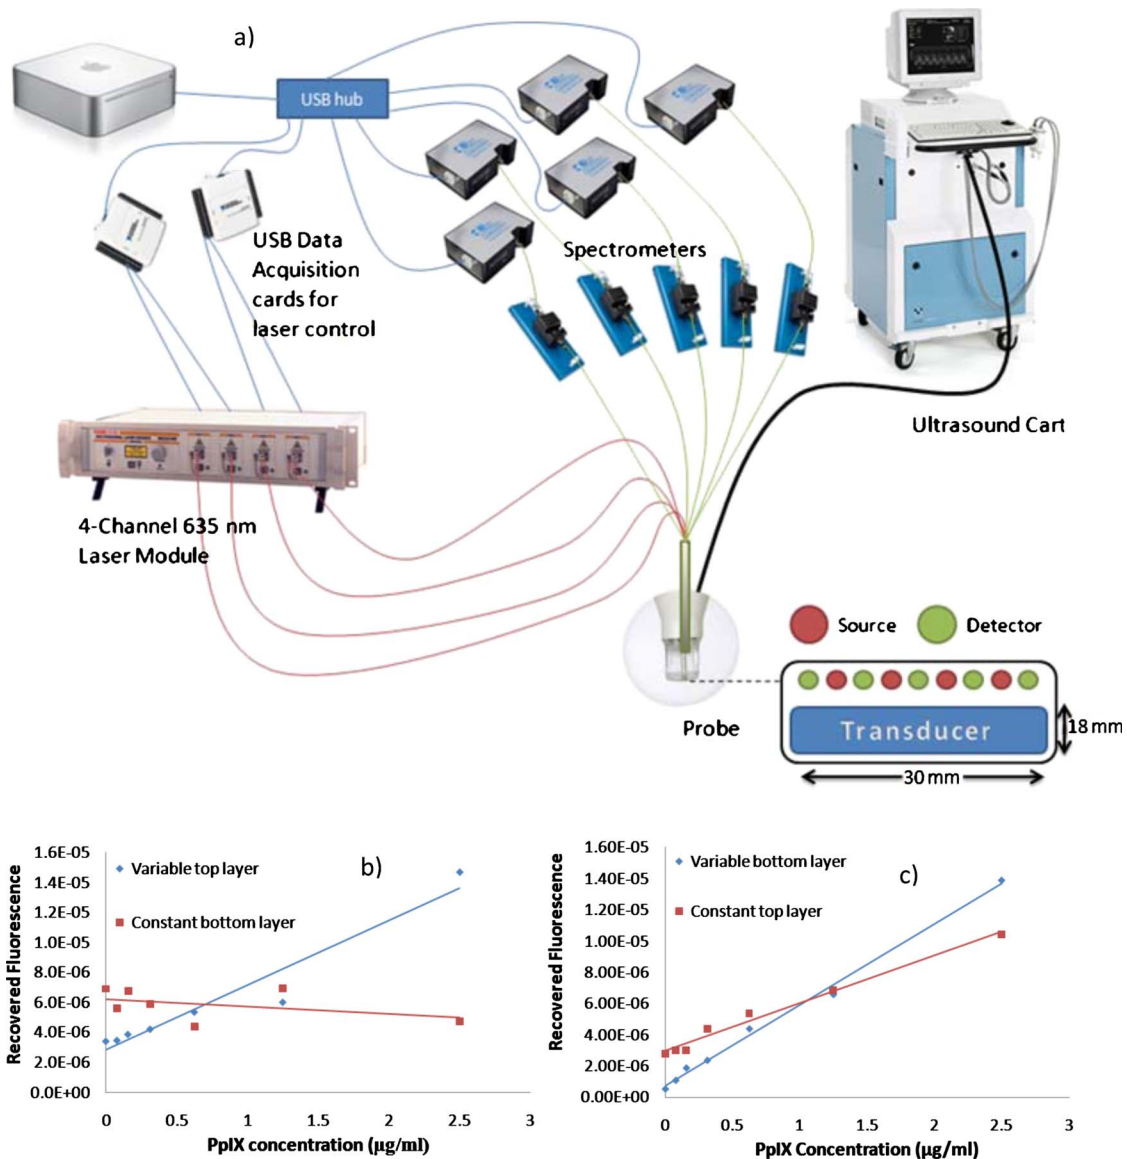 a)
USB hub
USB Data
Acquisition
cards for
laser control
Spectrometers
Ultrasound Cart
4-Channel 635 nm
Laser Module
Source
Detector
Probe
Transducer
18 mm
30 mm
b)
Recovered Fluorescence
1.6E-05
1.4E-05
1.2E-05
1.0E-05
8.0E-06
6.0E-06
4.0E-06
2.0E-06
0.0E+00
Variable top layer
Constant bottom layer
0
0.5
1
1.5
2
2.5
3
PpIX concentration (μg/ml)
c)
Recovered Fluorescence
1.60E-05
1.40E-05
1.20E-05
1.00E-05
8.00E-06
6.00E-06
4.00E-06
2.00E-06
0.00E+00
Variable bottom layer
Constant top layer
0
0.5
1
1.5
2
2.5
3
PpIX Concentration (μg/ml)